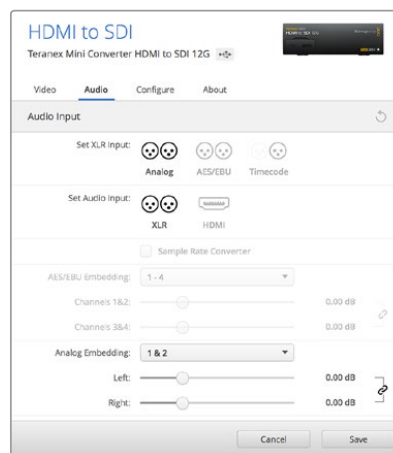 HDMI to SDI
Teranex Mini Converter HDMI to SDI 12G
Video Audio Configure About
Audio Input
Set XLR Input:
Analog AES/EBU Timecode
Set Audio Input:
XLR HDMI
Sample Rate Converter
AES/EBU Embedding: 1 - 4
Channels 1&2: 0.00 dB
Channels 3&4: 0.00 dB
Analog Embedding: 1 & 2
Left: 0.00 dB
Right: 0.00 dB
Cancel Save